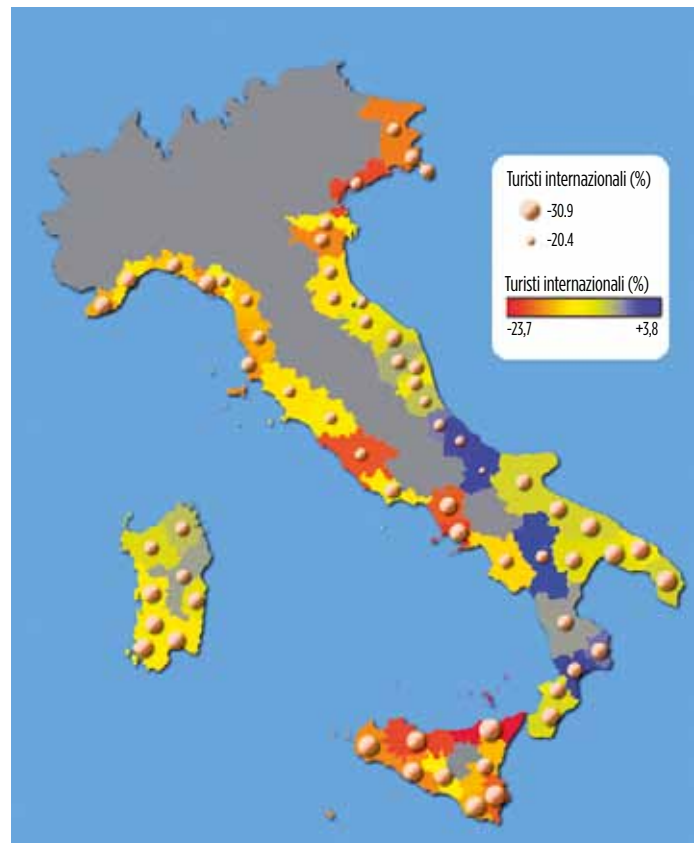 Turisti internazionali (%)
-30.9
-20.4
Turisti internazionali (%)
-23,7 +3,8